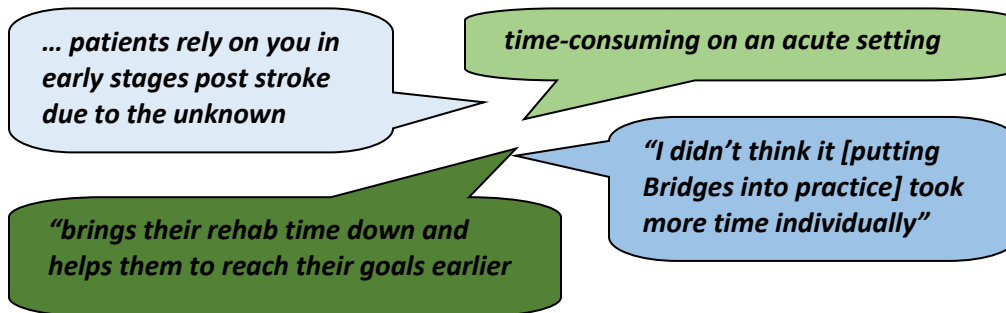 ... patients rely on you in
early stages post stroke
due to the unknown
time-consuming on an acute setting
“I didn’t think it [putting
Bridges into practice] took
more time individually”
“brings their rehab time down and
helps them to reach their goals earlier